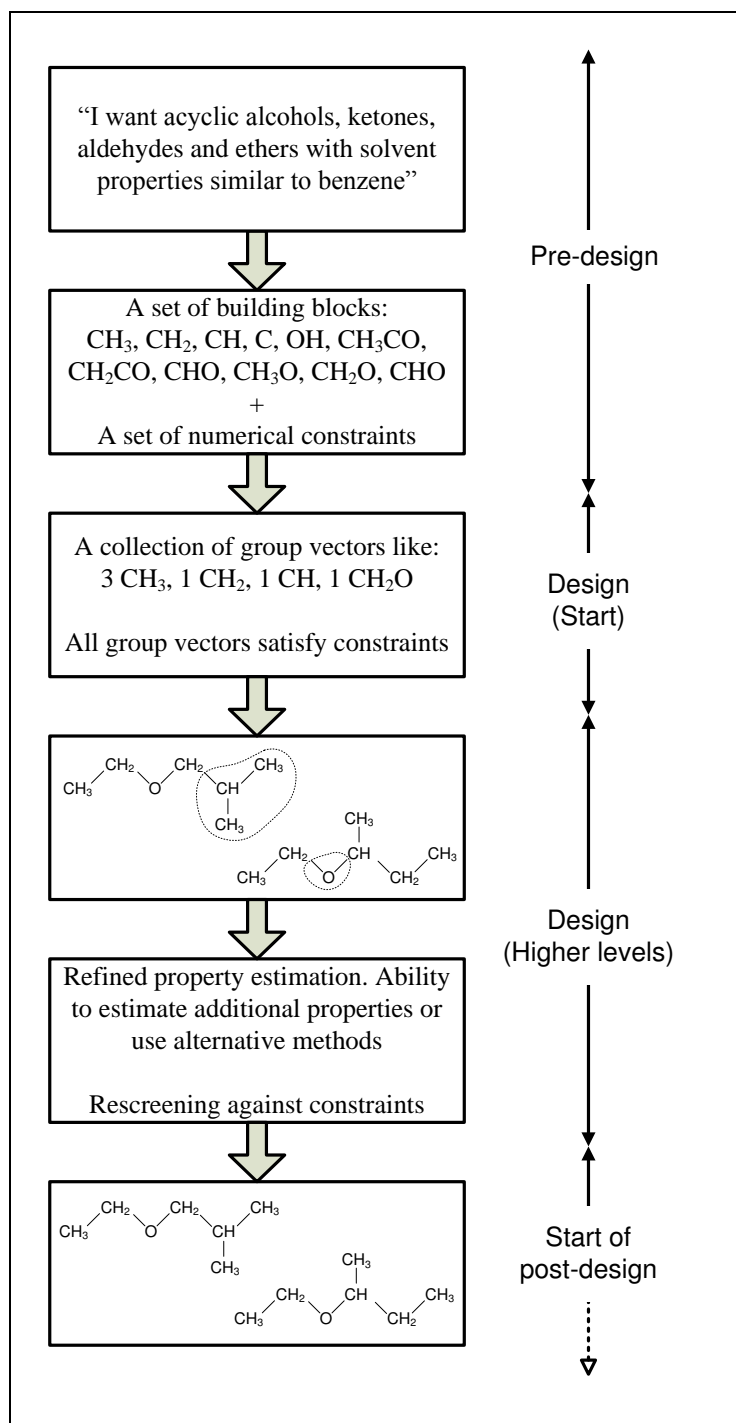 “I want acyclic alcohols, ketones,
aldehydes and ethers with solvent
properties similar to benzene”
Pre-design
A set of building blocks:
CH₃, CH₂, CH, C, OH, CH₃CO,
CH₂CO, CHO, CH₃O, CH₂O, CHO
+
A set of numerical constraints
A collection of group vectors like:
3 CH₃, 1 CH₂, 1 CH, 1 CH₂O
All group vectors satisfy constraints
Design
(Start)
CH₂ CH₂ CH₃
CH₃ O CH
CH₃
CH₃
CH₂ CH CH₃
CH₃ O CH₂
Design
(Higher levels)
Refined property estimation. Ability
to estimate additional properties or
use alternative methods
Rescreening against constraints
CH₂ CH₂ CH₃
CH₃ O CH
CH₃
CH₃
CH₂ CH CH₃
CH₃ O CH₂
Start of
post-design